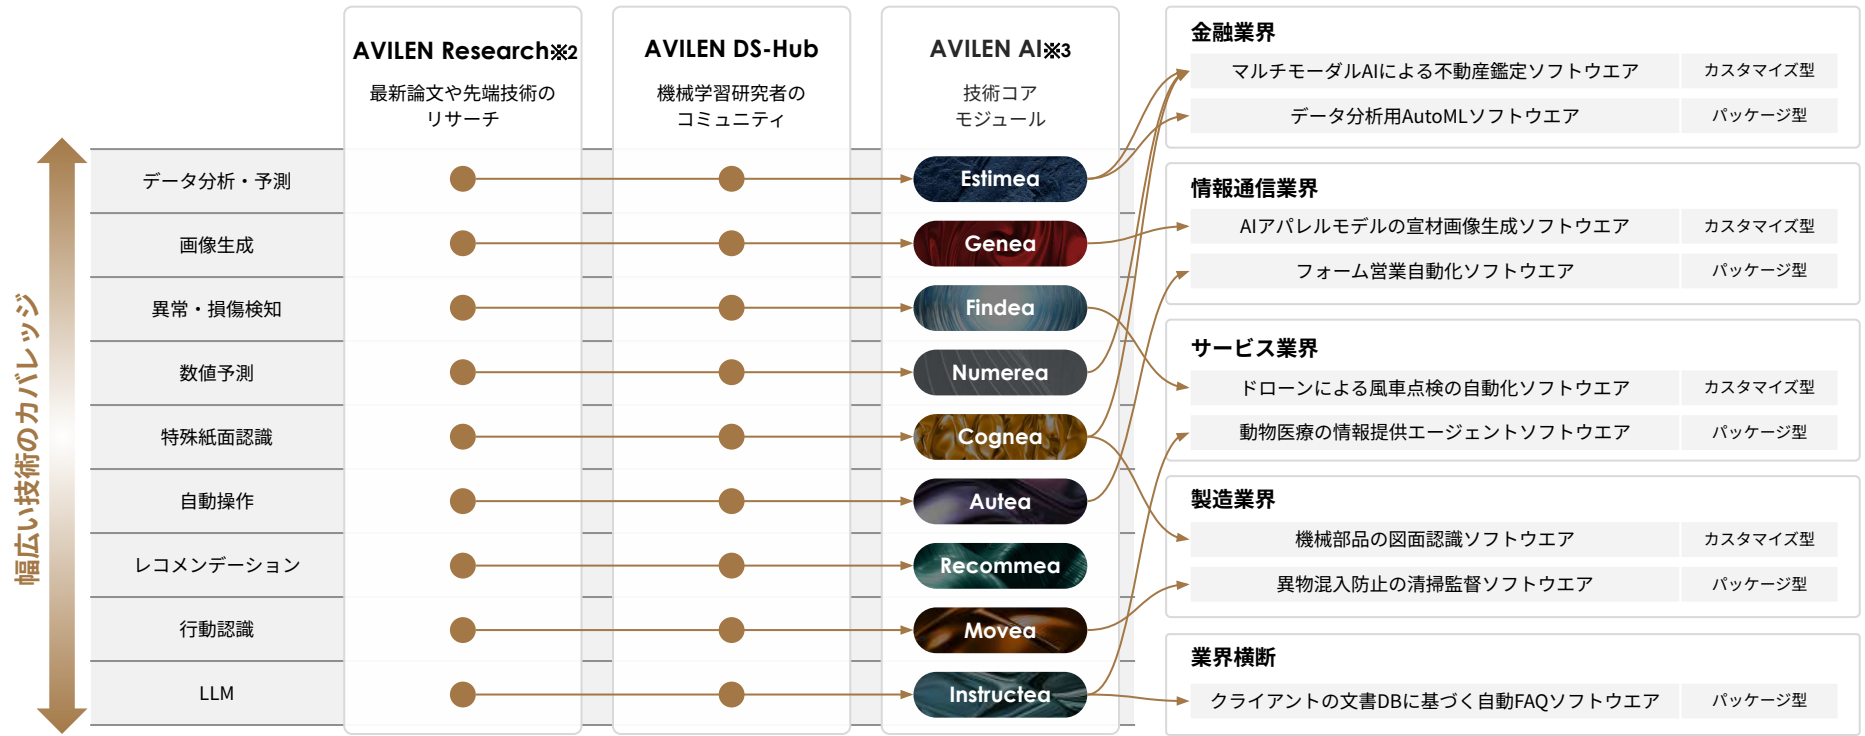 幅広い技術のカバレッジ
AVILEN Research※2
最新論文や先端技術の
リサーチ
AVILEN DS-Hub
機械学習研究者の
コミュニティ
AVILEN AI※3
技術コア
モジュール
データ分析・予測
Estimea
画像生成
Genea
異常・損傷検知
Findea
数値予測
Numerea
特殊紙面認識
Cognea
自動操作
Autea
レコメンデーション
Recommea
行動認識
Movea
LLM
Instructea
金融業界
マルチモーダルAIによる不動産鑑定ソフトウエア カスタマイズ型
データ分析用AutoMLソフトウエア パッケージ型
情報通信業界
AIアパレルモデルの宣材画像生成ソフトウエア カスタマイズ型
フォーム営業自動化ソフトウエア パッケージ型
サービス業界
ドローンによる風車点検の自動化ソフトウエア カスタマイズ型
動物医療の情報提供エージェントソフトウエア パッケージ型
製造業界
機械部品の図面認識ソフトウエア カスタマイズ型
異物混入防止の清掃監督ソフトウエア パッケージ型
業界横断
クライアントの文書DBに基づく自動FAQソフトウエア パッケージ型